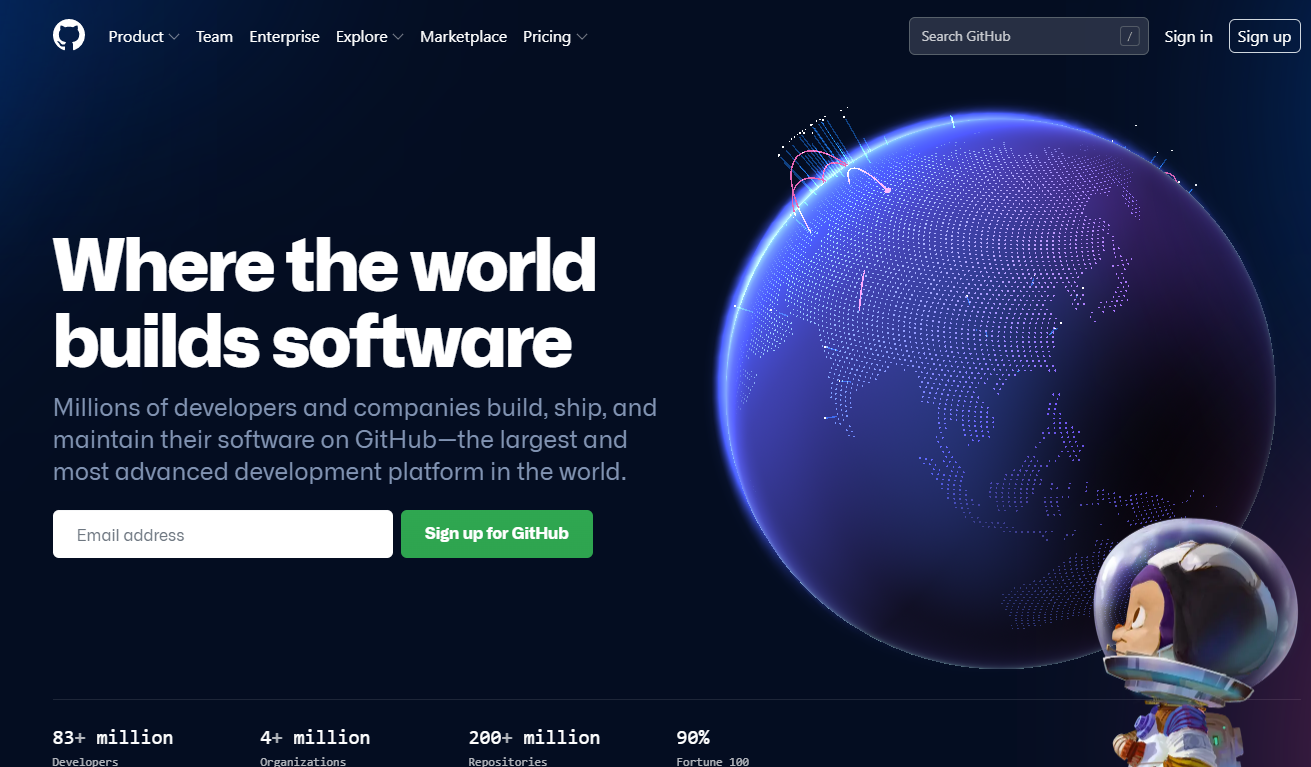 Product Team Enterprise Explore Marketplace Pricing Search GitHub / Sign in Sign up
Where the world
builds software
Millions of developers and companies build, ship, and
maintain their software on GitHub—the largest and
most advanced development platform in the world.
Email address Sign up for GitHub
83+ million 4+ million 200+ million 90%
Developers Organizations Repositories Fortune 100